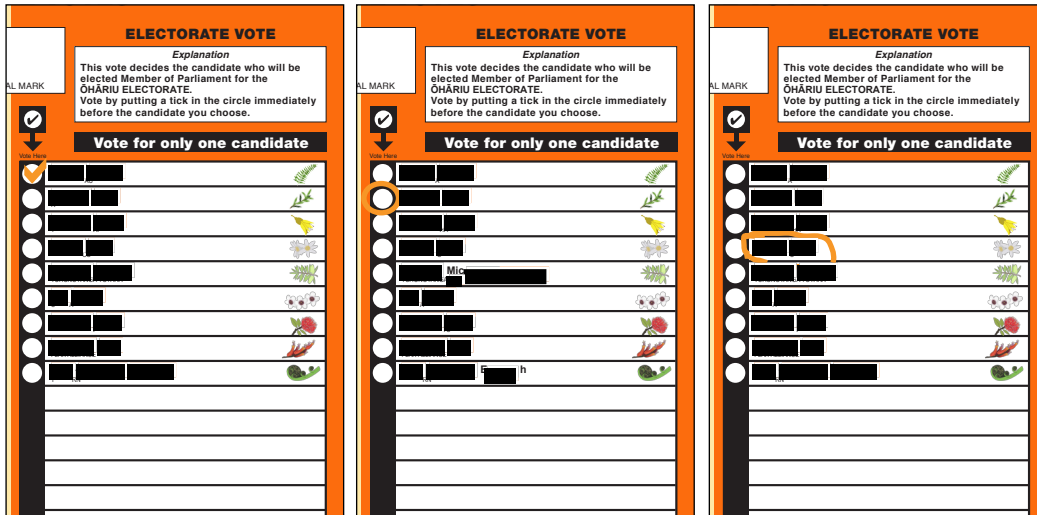 ELECTORATE VOTE
Explanation
This vote decides the candidate who will be
elected Member of Parliament for the
ŌHĀRIU ELECTORATE.
Vote by putting a tick in the circle immediately
before the candidate you choose.
AL MARK
Vote for only one candidate
Vote Here
ELECTORATE VOTE
Explanation
This vote decides the candidate who will be
elected Member of Parliament for the
ŌHĀRIU ELECTORATE.
Vote by putting a tick in the circle immediately
before the candidate you choose.
AL MARK
Vote for only one candidate
Vote Here
Mic
E h
ELECTORATE VOTE
Explanation
This vote decides the candidate who will be
elected Member of Parliament for the
ŌHĀRIU ELECTORATE.
Vote by putting a tick in the circle immediately
before the candidate you choose.
AL MARK
Vote for only one candidate
Vote Here